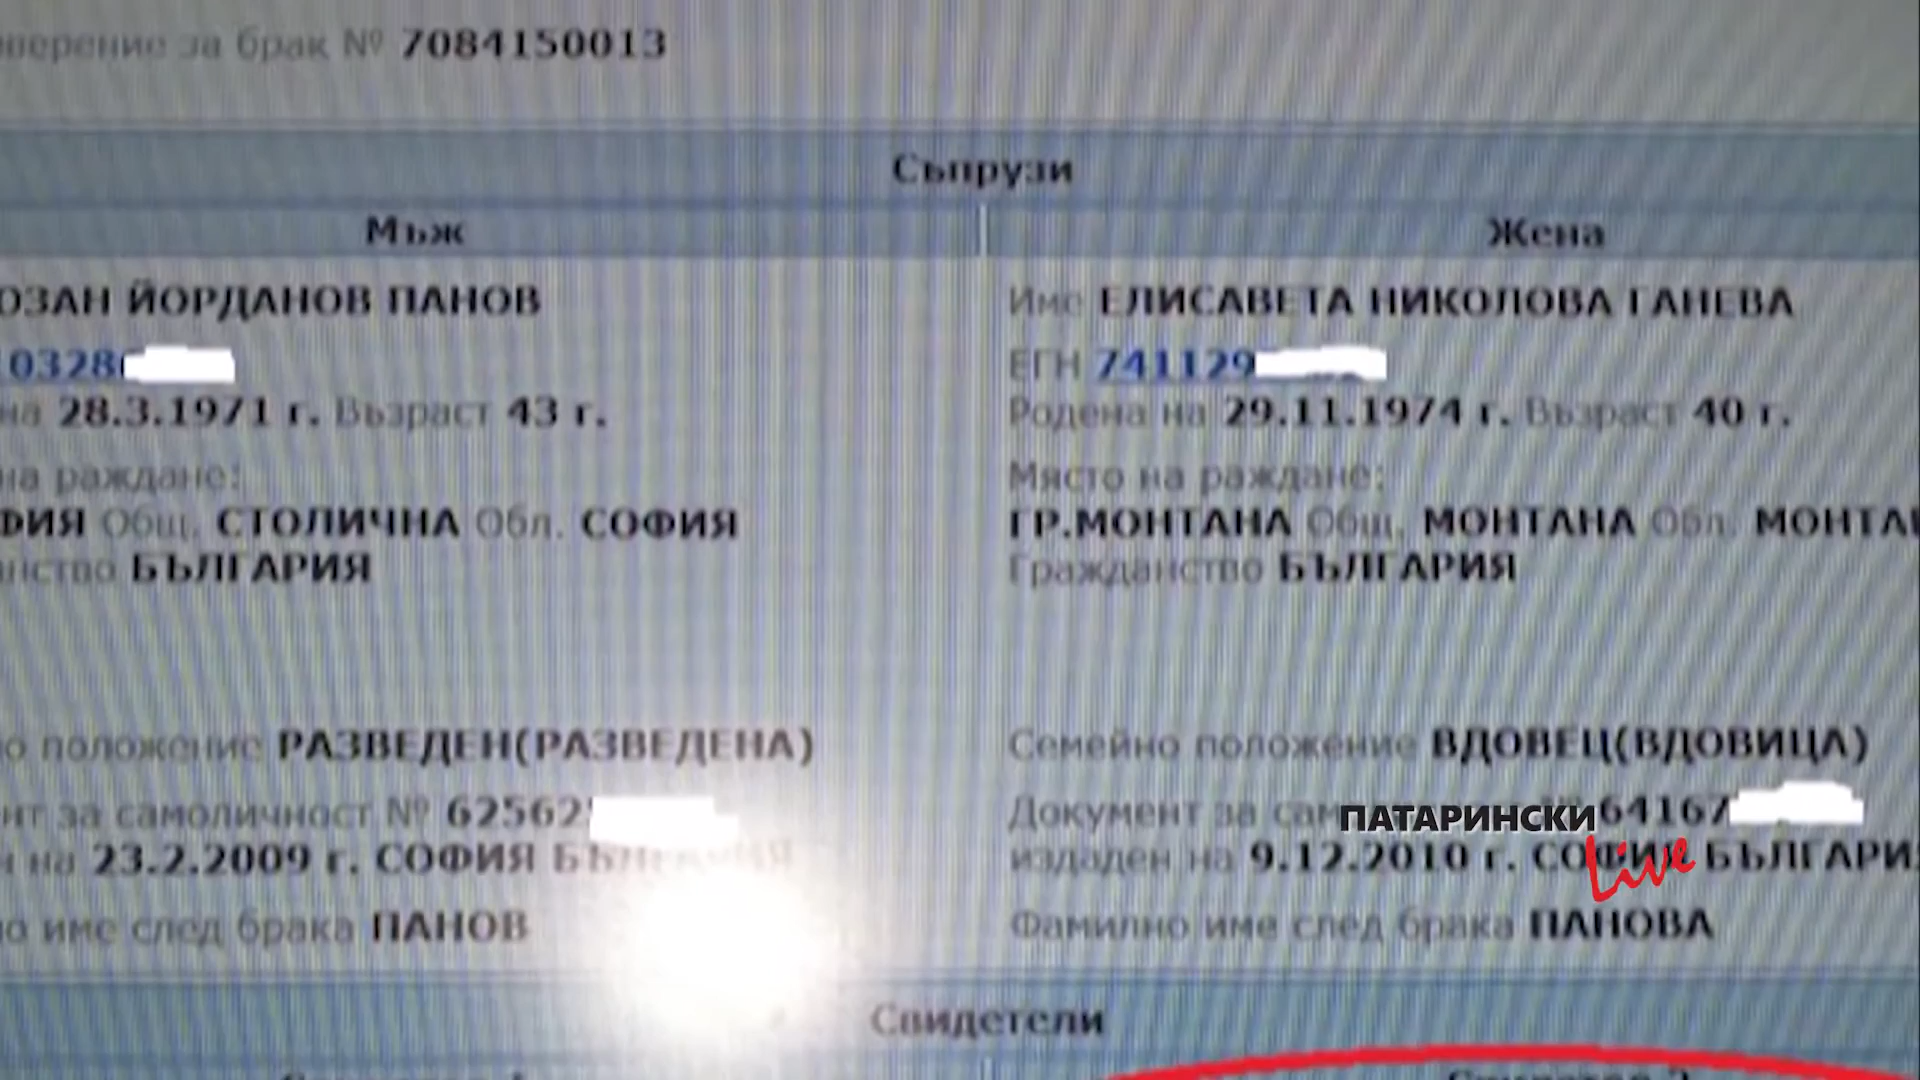 верение за брак № 7084150013
Съпрузи
Мъж
Жена
ОЗАН ЙОРДАНОВ ПАНОВ
Име ЕЛИСАВЕТА НИКОЛОВА ГАНЕВА
10328
ЕГН 741129
на 28.3.1971 г. Възраст 43 г.
Родена на 29.11.1974 г. Възраст 40 г.
на раждане:
Място на раждане:
ФИЯ Общ. СТОЛИЧНА Обл. СОФИЯ
ГР.МОНТАНА Общ. МОНТАНА Обл. МОНТА
нство БЪЛГАРИЯ
Гражданство БЪЛГАРИЯ
о положение РАЗВЕДЕН(РАЗВЕДЕНА)
Семейно положение ВДОВЕЦ(ВДОВИЦА)
нт за самоличност № 62562
Документ за сам 64167
ПАТАРИНСКИ
Live
н на 23.2.2009 г. СОФИЯ БЪЛГАРИЯ
издаден на 9.12.2010 г. СОФИЯ БЪЛГАРИ
о име след брака ПАНОВ
Фамилно име след брака ПАНОВА
Свидетели